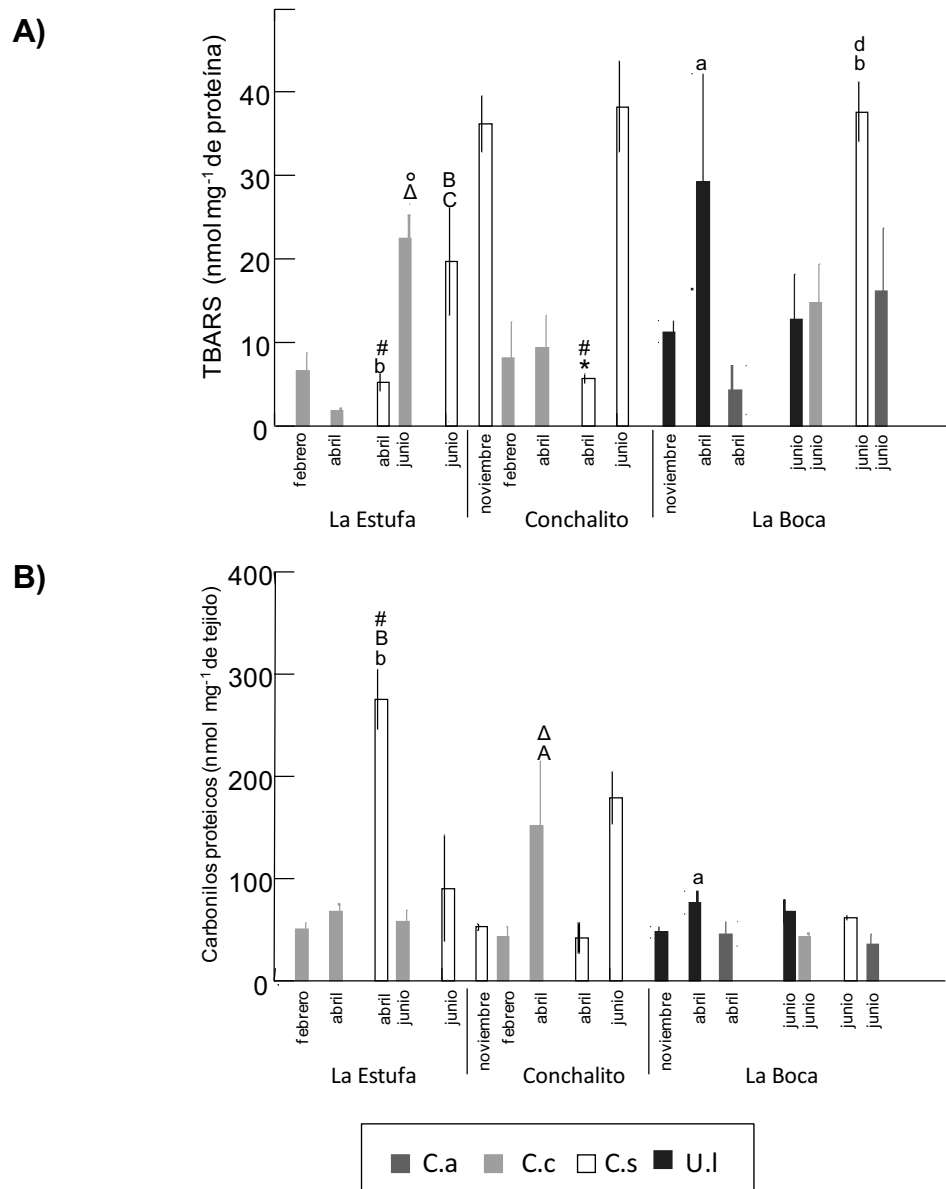 A)
TBARS (nmol mg⁻¹ de proteína)
40
30
20
10
0
# b
° Δ
B C
# *
a
d b
febrero abril abril junio junio noviembre febrero abril abril junio noviembre abril abril junio junio junio junio
La Estufa Conchalito La Boca
B)
Carbonilos proteicos (nmol mg⁻¹ de tejido)
400
300
200
100
0
# B b
Δ A
a
febrero abril abril junio junio noviembre febrero abril abril junio noviembre abril abril junio junio junio junio
La Estufa Conchalito La Boca
C.a C.c C.s U.l